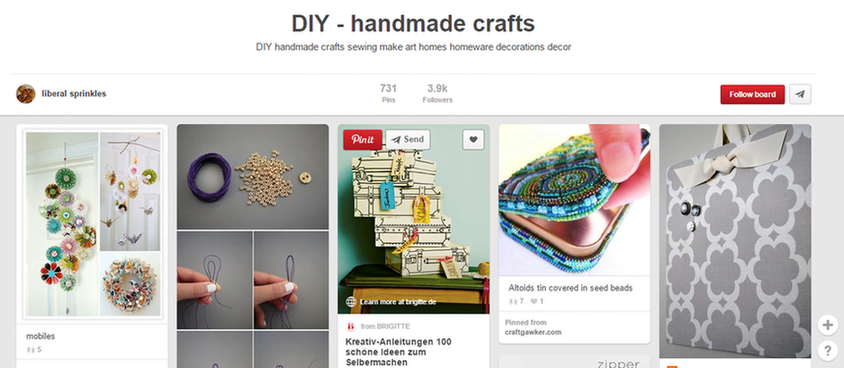 DIY - handmade crafts
DIY handmade crafts sewing make art homes homeware decorations decor
liberal sprinkles
731
Pins
3.9k
Followers
Follow board
mobiles
5
Pin it
Send
Learn more at brigitte.de
from BRIGITTE
Kreativ-Anleitungen 100
schöne Ideen zum
Selbermachen
Altoids tin covered in seed beads
7 1
Pinned from
craftgawker.com
zipper
+
?